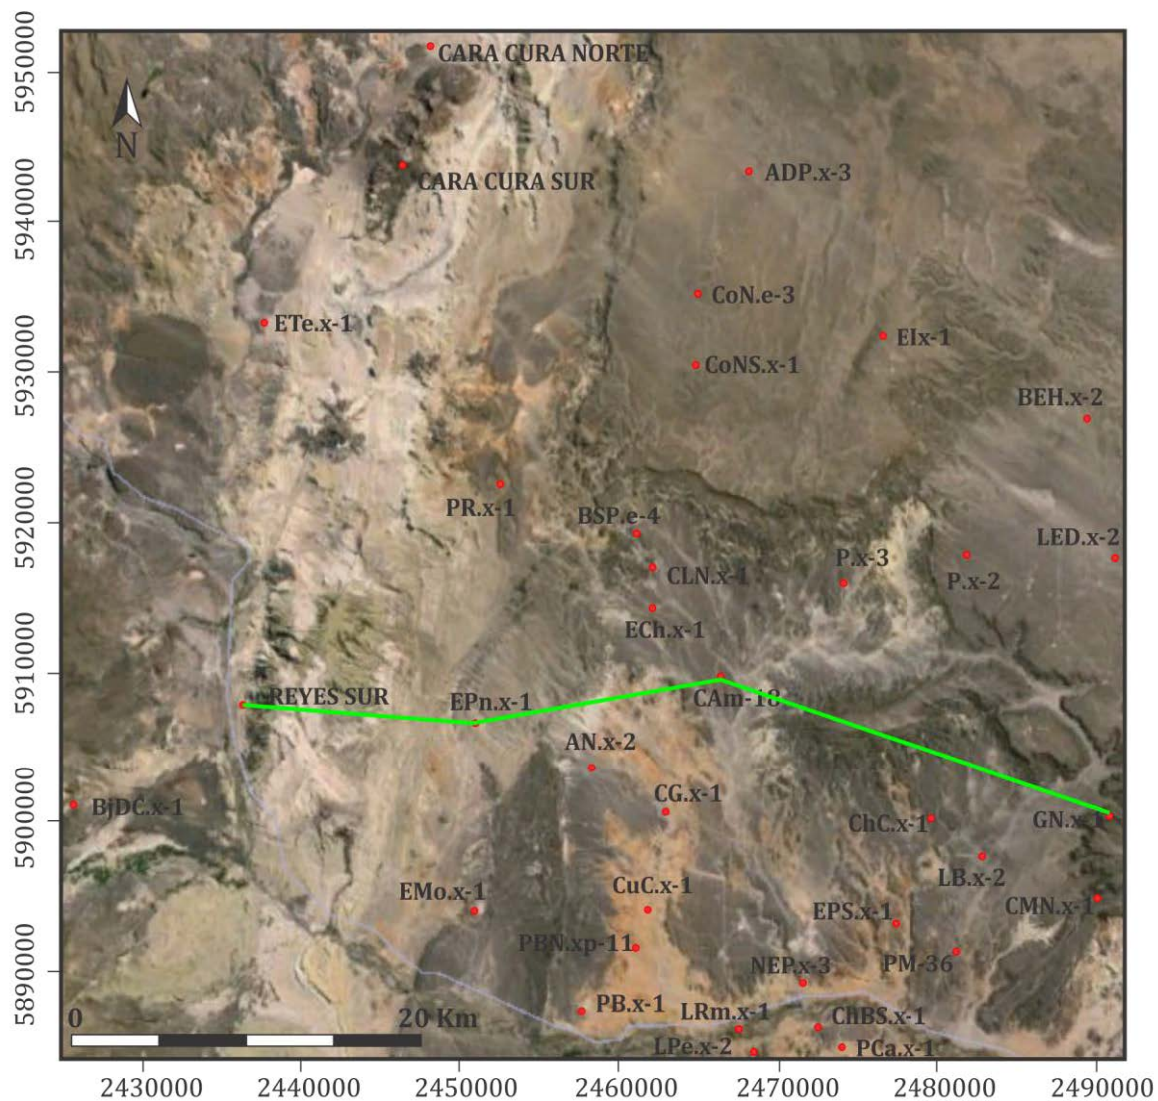 CARA CURA NORTE
5950000
N
ADP.x-3
CARA CURA SUR
5940000
CoN.e-3
ETe.x-1
EIx-1
CoNS.x-1
5930000
BEH.x-2
PR.x-1
BSP.e-4
5920000
LED.x-2
P.x-3
CLN.x-1
P.x-2
ECh.x-1
5910000
REYES SUR
EPn.x-1
CAm-18
AN.x-2
CG.x-1
BjDC.x-1
5900000
ChC.x-1
GN.x-1
LB.x-2
CuC.x-1
EMo.x-1
CMN.x-1
EPS.x-1
PBN.xp-11
NEP.x-3
PM-36
5890000
PB.x-1
LRm.x-1
ChBS.x-1
0
20 Km
LPe.x-2
PCa.x-1
2430000 2440000 2450000 2460000 2470000 2480000 2490000